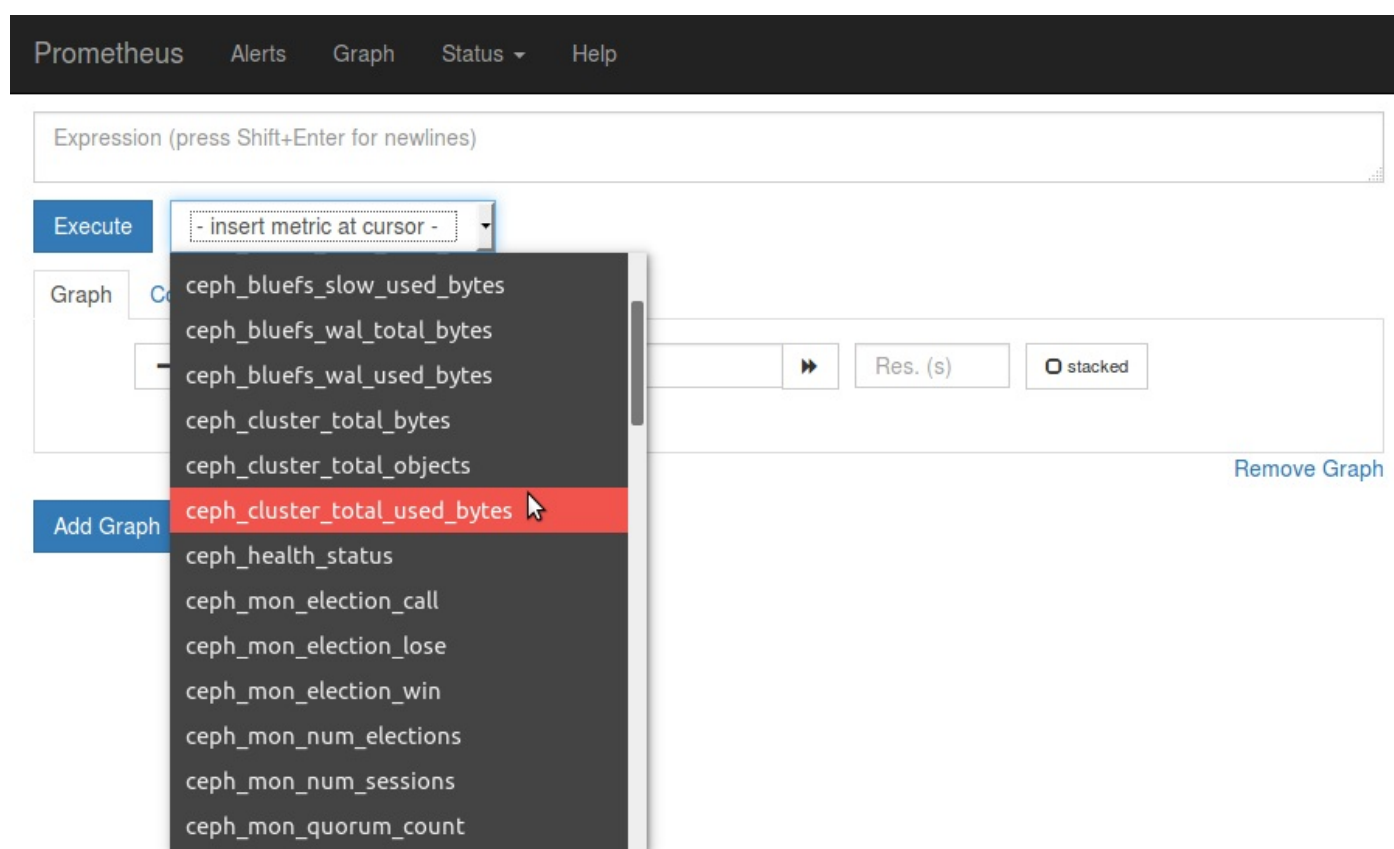 Prometheus Alerts Graph Status Help
Expression (press Shift+Enter for newlines)
Execute - insert metric at cursor -
ceph_bluefs_slow_used_bytes
Graph
ceph_bluefs_wal_total_bytes
ceph_bluefs_wal_used_bytes
Res. (s) stacked
ceph_cluster_total_bytes
ceph_cluster_total_objects
Remove Graph
ceph_cluster_total_used_bytes
Add Graph
ceph_health_status
ceph_mon_election_call
ceph_mon_election_lose
ceph_mon_election_win
ceph_mon_num_elections
ceph_mon_num_sessions
ceph_mon_quorum_count